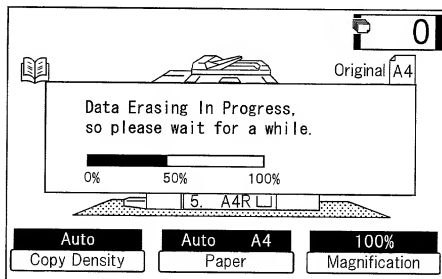 0
Original A4
Data Erasing In Progress,
so please wait for a while.
0% 50% 100%
5. A4R
Auto Auto A4 100%
Copy Density Paper Magnification